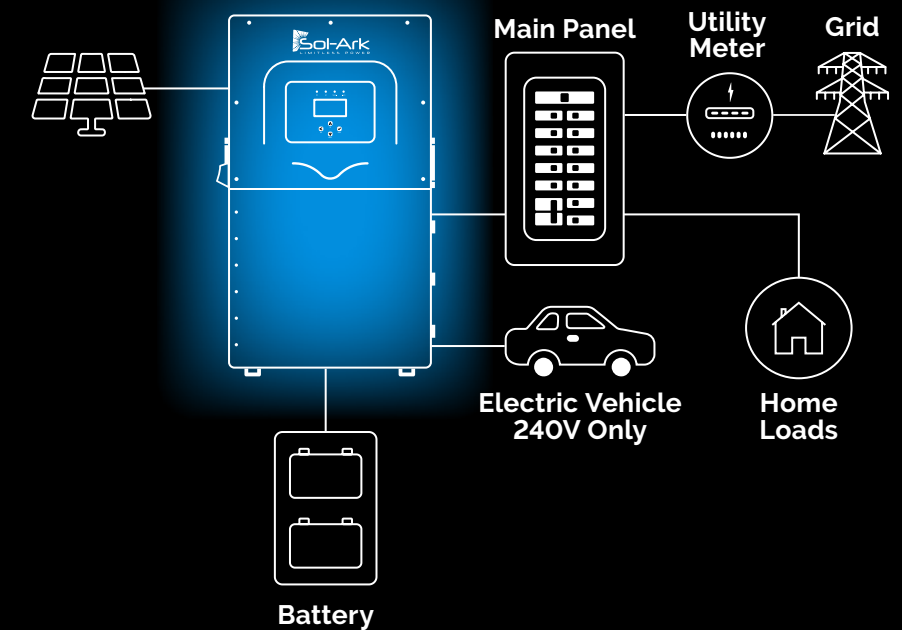 Sol-Ark
LIMITLESS POWER
Main Panel
Utility
Meter
Grid
Electric Vehicle
240V Only
Home
Loads
Battery